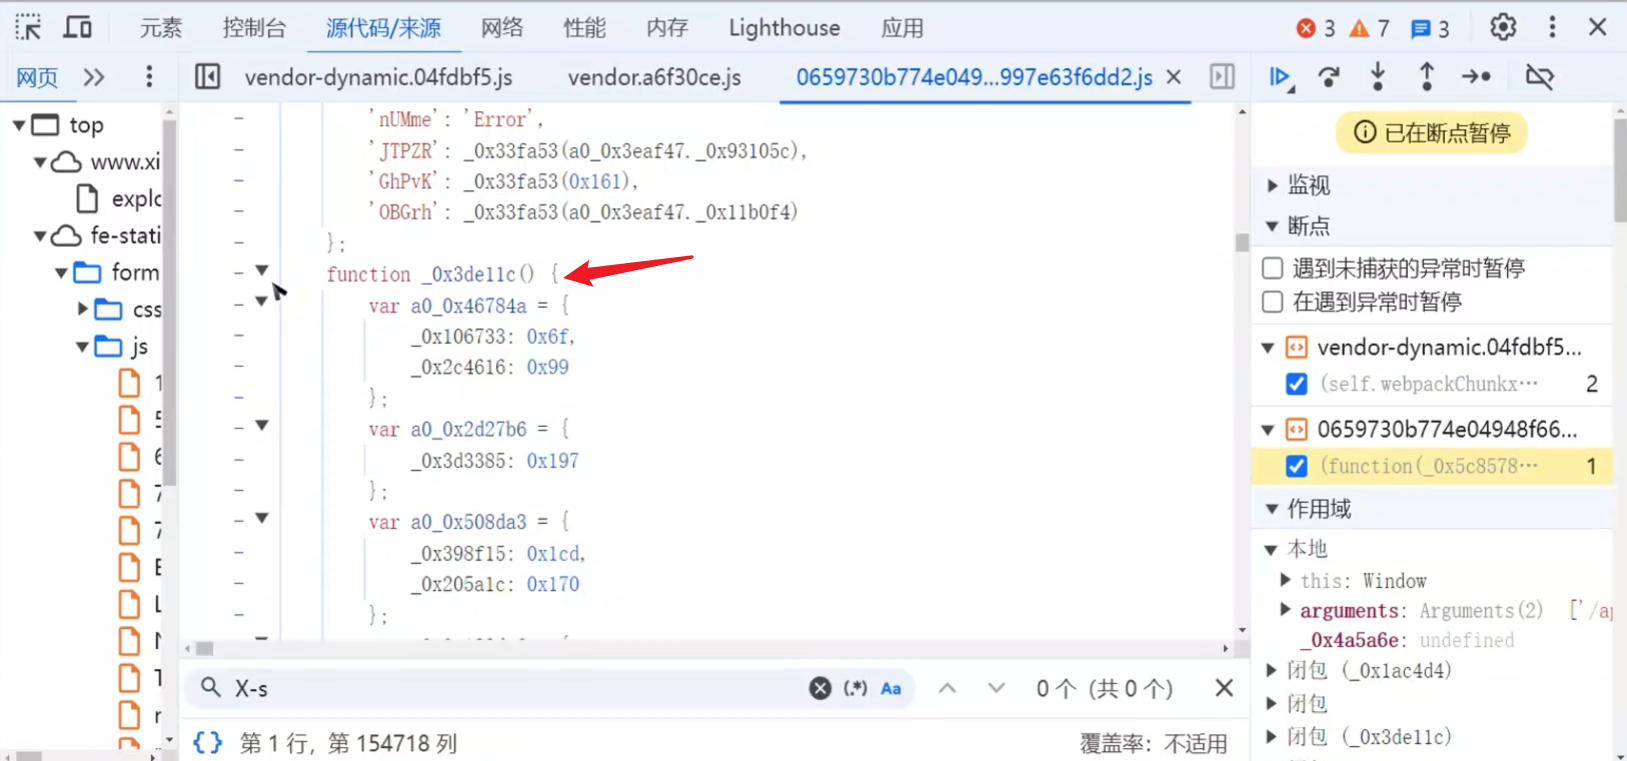 元素 控制台 源代码/来源 网络 性能 内存 Lighthouse 应用 3 7 3
网页 vendor-dynamic.04fdbf5.js vendor.a6f30ce.js 0659730b774e049...997e63f6dd2.js
top
www.xi
explo
fe-stati
form
css
js
1
5
6
7
7
E
L
N
T
r
'nUMme': 'Error',
'JTPZR': _0x33fa53(a0_0x3eaf47._0x93105c),
'GhPvK': _0x33fa53(0x161),
'OBGrh': _0x33fa53(a0_0x3eaf47._0x11b0f4)
};
function _0x3de11c() {
var a0_0x46784a = {
_0x106733: 0x6f,
_0x2c4616: 0x99
};
var a0_0x2d27b6 = {
_0x3d3385: 0x197
};
var a0_0x508da3 = {
_0x398f15: 0x1cd,
_0x205a1c: 0x170
};
X-s (.*) Aa 0个 (共0个)
{} 第 1 行，第 154718 列 覆盖率：不适用
已在断点暂停
监视
断点
遇到未捕获的异常时暂停
在遇到异常时暂停
vendor-dynamic.04fdbf5...
(self.webpackChunkx… 2
0659730b774e04948f66...
(function(_0x5c8578… 1
作用域
本地
this: Window
arguments: Arguments(2) ['/ap
_0x4a5a6e: undefined
闭包 (_0x1ac4d4)
闭包
闭包 (_0x3de11c)